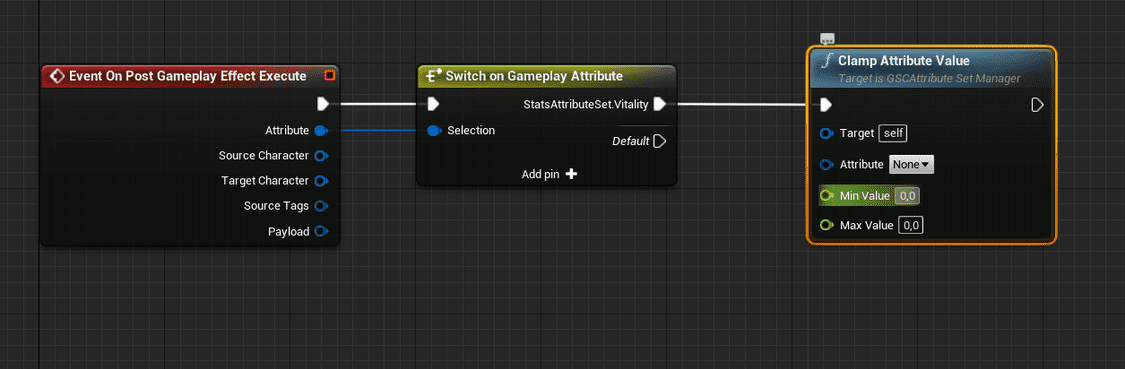 Event On Post Gameplay Effect Execute
Attribute
Source Character
Target Character
Source Tags
Payload
Switch on Gameplay Attribute
StatsAttributeSet.Vitality
Selection
Default
Add pin
Clamp Attribute Value
Target is GSCAttribute Set Manager
Target self
Attribute None
Min Value 0,0
Max Value 0,0